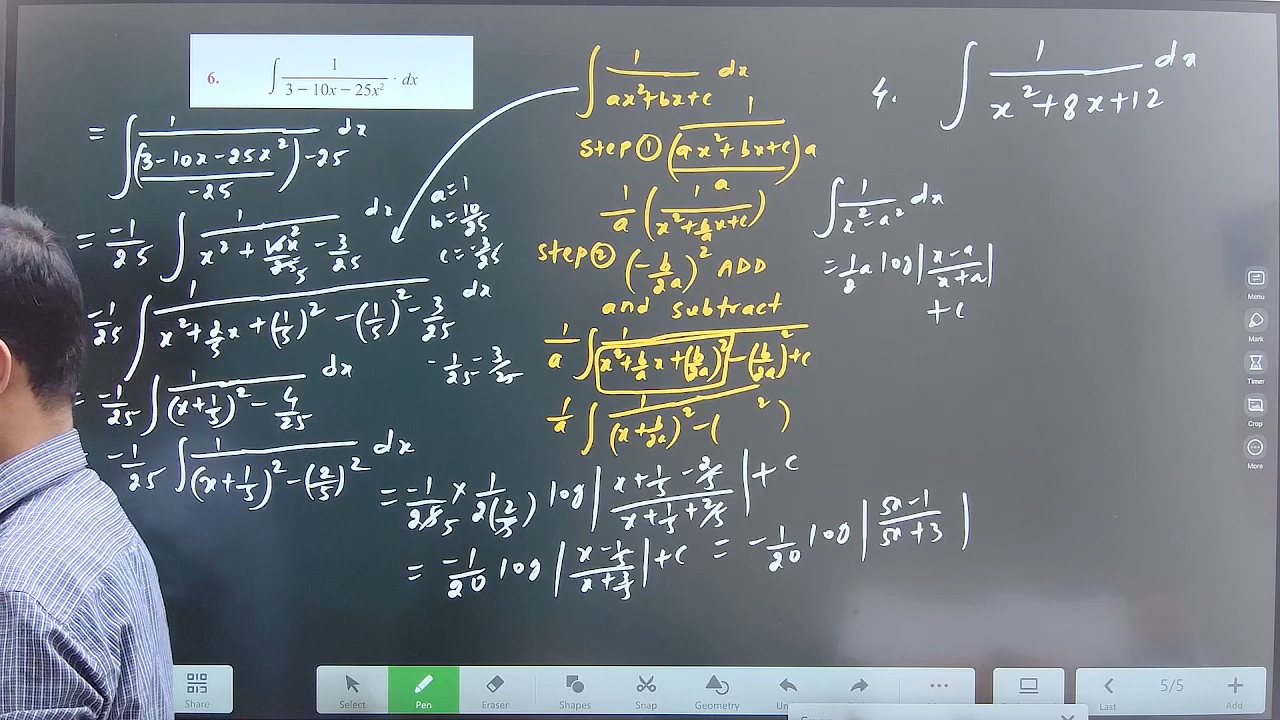 6. ∫ 1/(3 − 10x − 25x²) · dx
= ∫ 1/(((3-10x-25x²)/-25) -25) dx
= -1/25 ∫ 1/(x² + 10x/25 5 - 3/25) dx
a=1
b=10/25
c=-3/25
-1/25 ∫ 1/(x²+2/5 x+(1/5)² -(1/5)² - 3/25) dx
-1/25 - 3/25
= -1/25 ∫ 1/((x+1/5)² - 4/25) dx
-1/25 ∫ 1/((x+1/5)² - (2/5)²) dx
= -1/25 5 × 1/2(2/5) log |(x+1/5 - 2/5)/(x+1/5 + 2/5)| + c
= -1/20 log |(x-1/5)/(x+3/5)| + c = -1/20 log |(5x-1)/(5x+3)|
∫ 1/(ax²+bx+c) dx
step ① 1/(((ax²+bx+c)/a) a)
1/a (1/(x²+b/a x+c))
step ② (-b/2a)² ADD
and subtract
1/a ∫ 1/(x²+b/a x+(b/2a)² -(b/2a)² +c)
1/a ∫ 1/((x+b/2a)² -( ²))
4. ∫ 1/(x²+8x+12) dx
∫ 1/(x²-a²) dx
= 1/2a log |(x-a)/(x+a)|
+c
Menu
Mark
Timer
Crop
More
Share
Select
Pen
Eraser
Shapes
Snap
Geometry
Last
5/5
Add